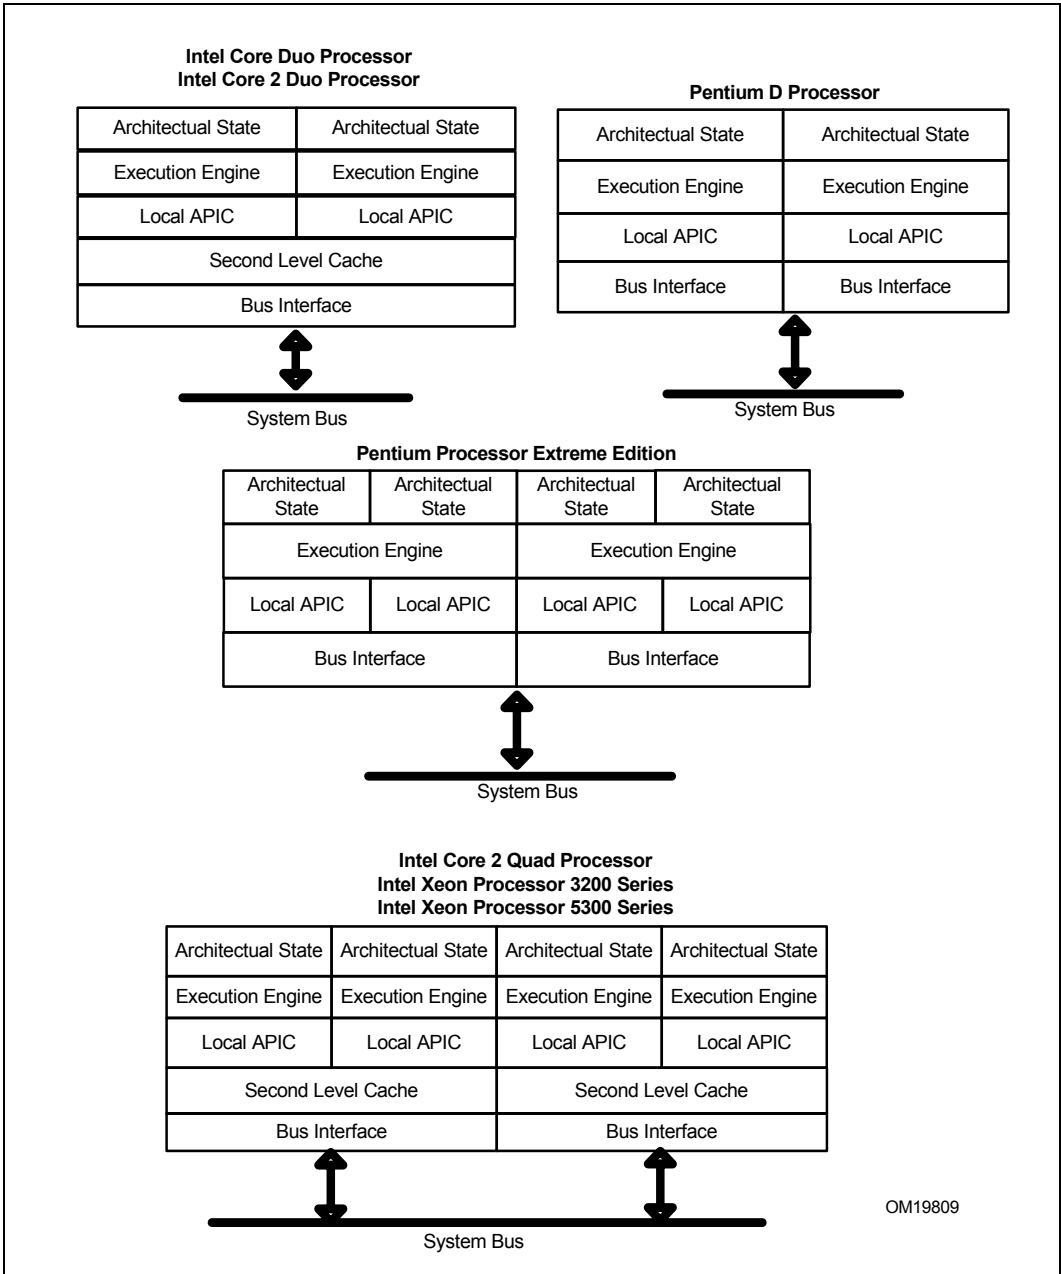 Intel Core Duo Processor
Intel Core 2 Duo Processor
Architectual State Architectual State
Execution Engine Execution Engine
Local APIC Local APIC
Second Level Cache
Bus Interface
System Bus
Pentium D Processor
Architectual State Architectual State
Execution Engine Execution Engine
Local APIC Local APIC
Bus Interface Bus Interface
System Bus
Pentium Processor Extreme Edition
Architectual Architectual Architectual Architectual
State State State State
Execution Engine Execution Engine
Local APIC Local APIC Local APIC Local APIC
Bus Interface Bus Interface
System Bus
Intel Core 2 Quad Processor
Intel Xeon Processor 3200 Series
Intel Xeon Processor 5300 Series
Architectual State Architectual State Architectual State Architectual State
Execution Engine Execution Engine Execution Engine Execution Engine
Local APIC Local APIC Local APIC Local APIC
Second Level Cache Second Level Cache
Bus Interface Bus Interface
System Bus
OM19809